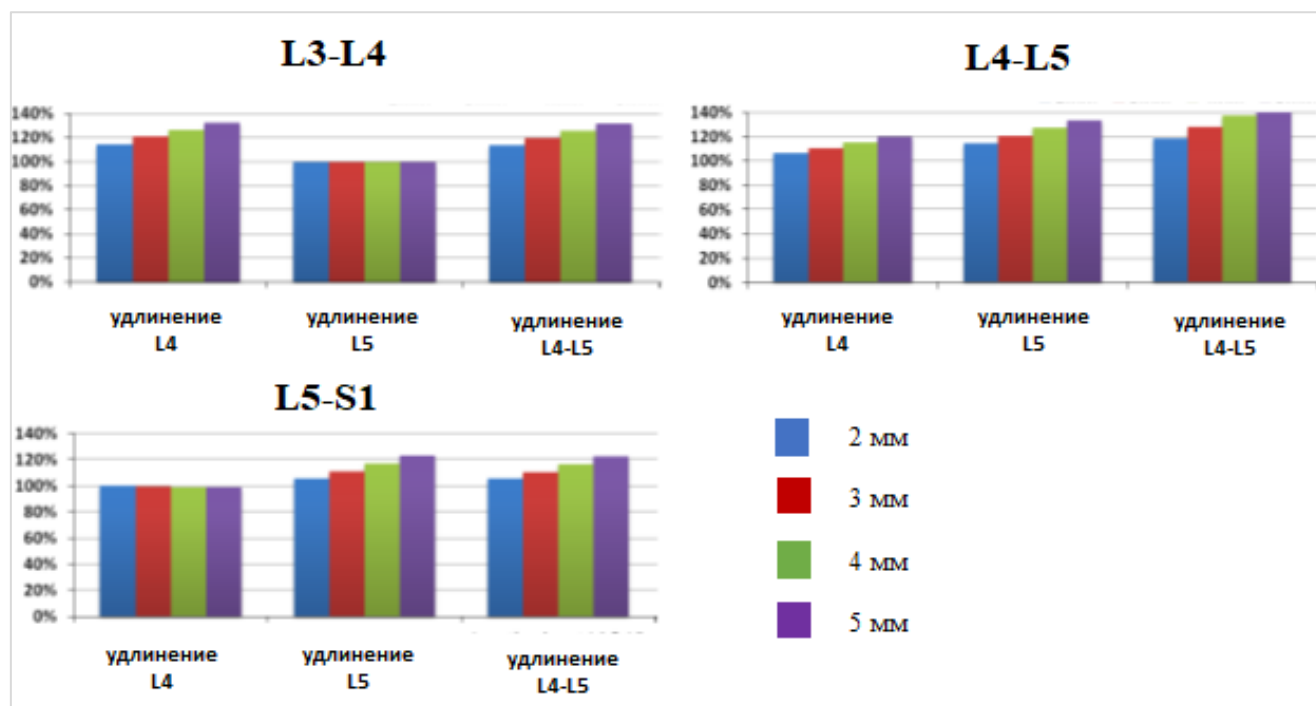 L3-L4
140%
120%
100%
80%
60%
40%
20%
0%
удлинение
L4
удлинение
L5
удлинение
L4-L5
L4-L5
140%
120%
100%
80%
60%
40%
20%
0%
удлинение
L4
удлинение
L5
удлинение
L4-L5
L5-S1
140%
120%
100%
80%
60%
40%
20%
0%
удлинение
L4
удлинение
L5
удлинение
L4-L5
2 мм
3 мм
4 мм
5 мм